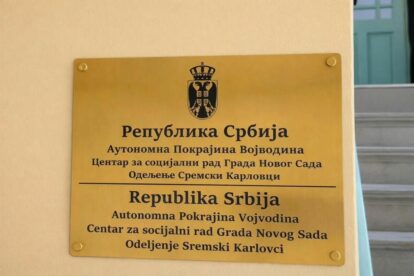 Република Србија
Аутономна Покрајина Војводина
Центар за социјални рад Града Новог Сада
Одељење Сремски Карловци
Republika Srbija
Autonomna Pokrajina Vojvodina
Centar za socijalni rad Grada Novog Sada
Odeljenje Sremski Karlovci